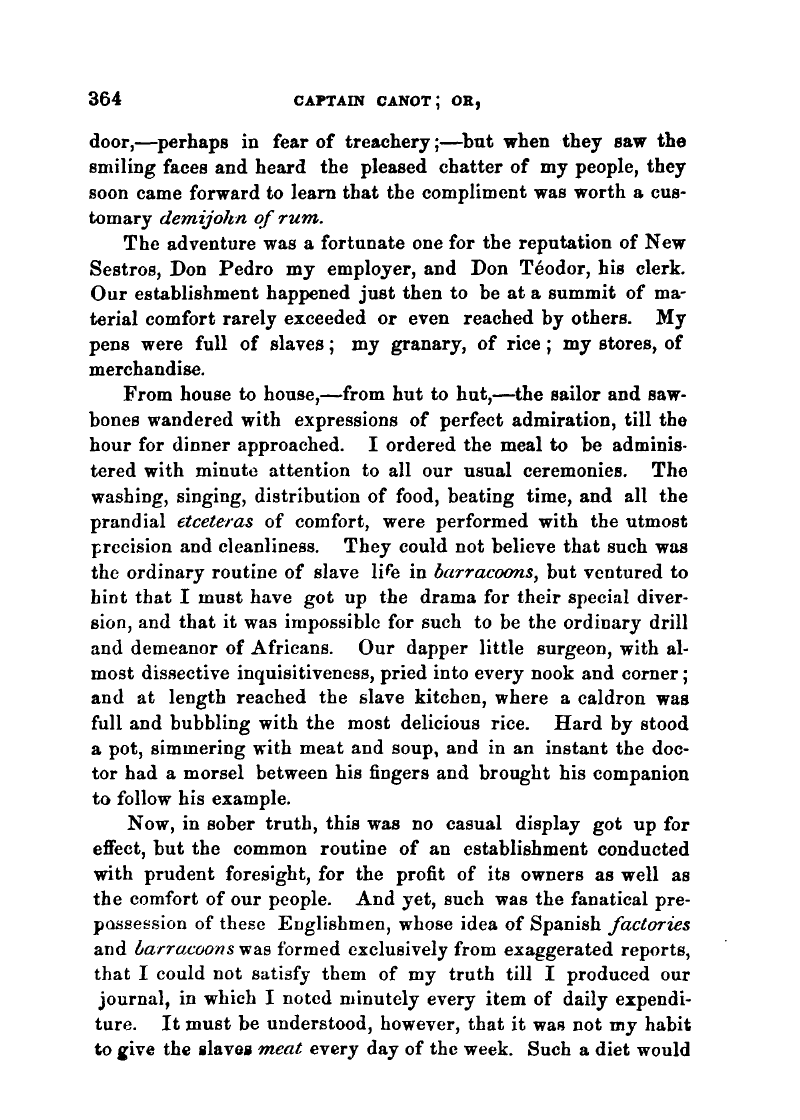 364 CAPTAIN CANOT; OR,
door,—perhaps in fear of treachery;—but when they saw the
smiling faces and heard the pleased chatter of my people, they
soon came forward to learn that the compliment was worth a cus-
tomary demijohn of rum.
The adventure was a fortunate one for the reputation of New
Sestros, Don Pedro my employer, and Don Téodor, his clerk.
Our establishment happened just then to be at a summit of ma-
terial comfort rarely exceeded or even reached by others. My
pens were full of slaves; my granary, of rice; my stores, of
merchandise.
From house to house,—from hut to hut,—the sailor and saw-
bones wandered with expressions of perfect admiration, till the
hour for dinner approached. I ordered the meal to be adminis-
tered with minute attention to all our usual ceremonies. The
washing, singing, distribution of food, beating time, and all the
prandial etceteras of comfort, were performed with the utmost
precision and cleanliness. They could not believe that such was
the ordinary routine of slave life in barracoons, but ventured to
hint that I must have got up the drama for their special diver-
sion, and that it was impossible for such to be the ordinary drill
and demeanor of Africans. Our dapper little surgeon, with al-
most dissective inquisitiveness, pried into every nook and corner;
and at length reached the slave kitchen, where a caldron was
full and bubbling with the most delicious rice. Hard by stood
a pot, simmering with meat and soup, and in an instant the doc-
tor had a morsel between his fingers and brought his companion
to follow his example.
Now, in sober truth, this was no casual display got up for
effect, but the common routine of an establishment conducted
with prudent foresight, for the profit of its owners as well as
the comfort of our people. And yet, such was the fanatical pre-
possession of these Englishmen, whose idea of Spanish factories
and barracoons was formed exclusively from exaggerated reports,
that I could not satisfy them of my truth till I produced our
journal, in which I noted minutely every item of daily expendi-
ture. It must be understood, however, that it was not my habit
to give the slaves meat every day of the week. Such a diet would